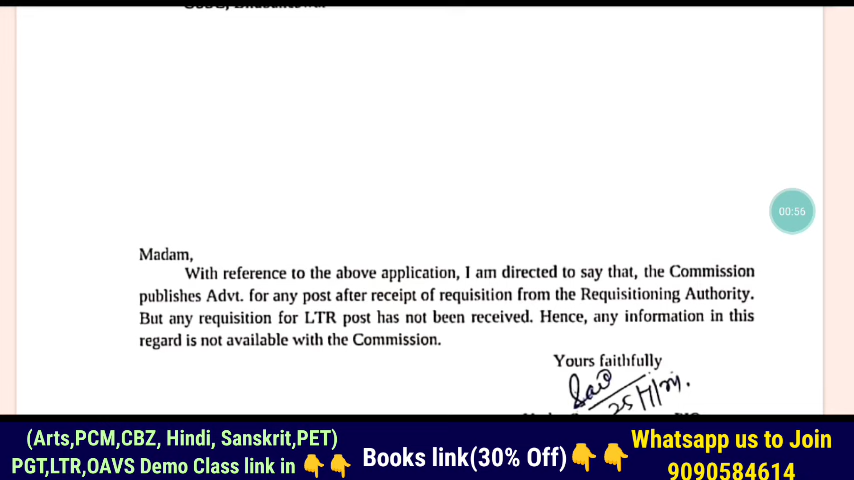 Madam,
With reference to the above application, I am directed to say that, the Commission
publishes Advt. for any post after receipt of requisition from the Requisitioning Authority.
But any requisition for LTR post has not been received. Hence, any information in this
regard is not available with the Commission.
Yours faithfully
00:56
(Arts,PCM,CBZ, Hindi, Sanskrit,PET)
PGT,LTR,OAVS Demo Class link in 👇👇
Books link(30% Off)👇👇
Whatsapp us to Join
9090584614